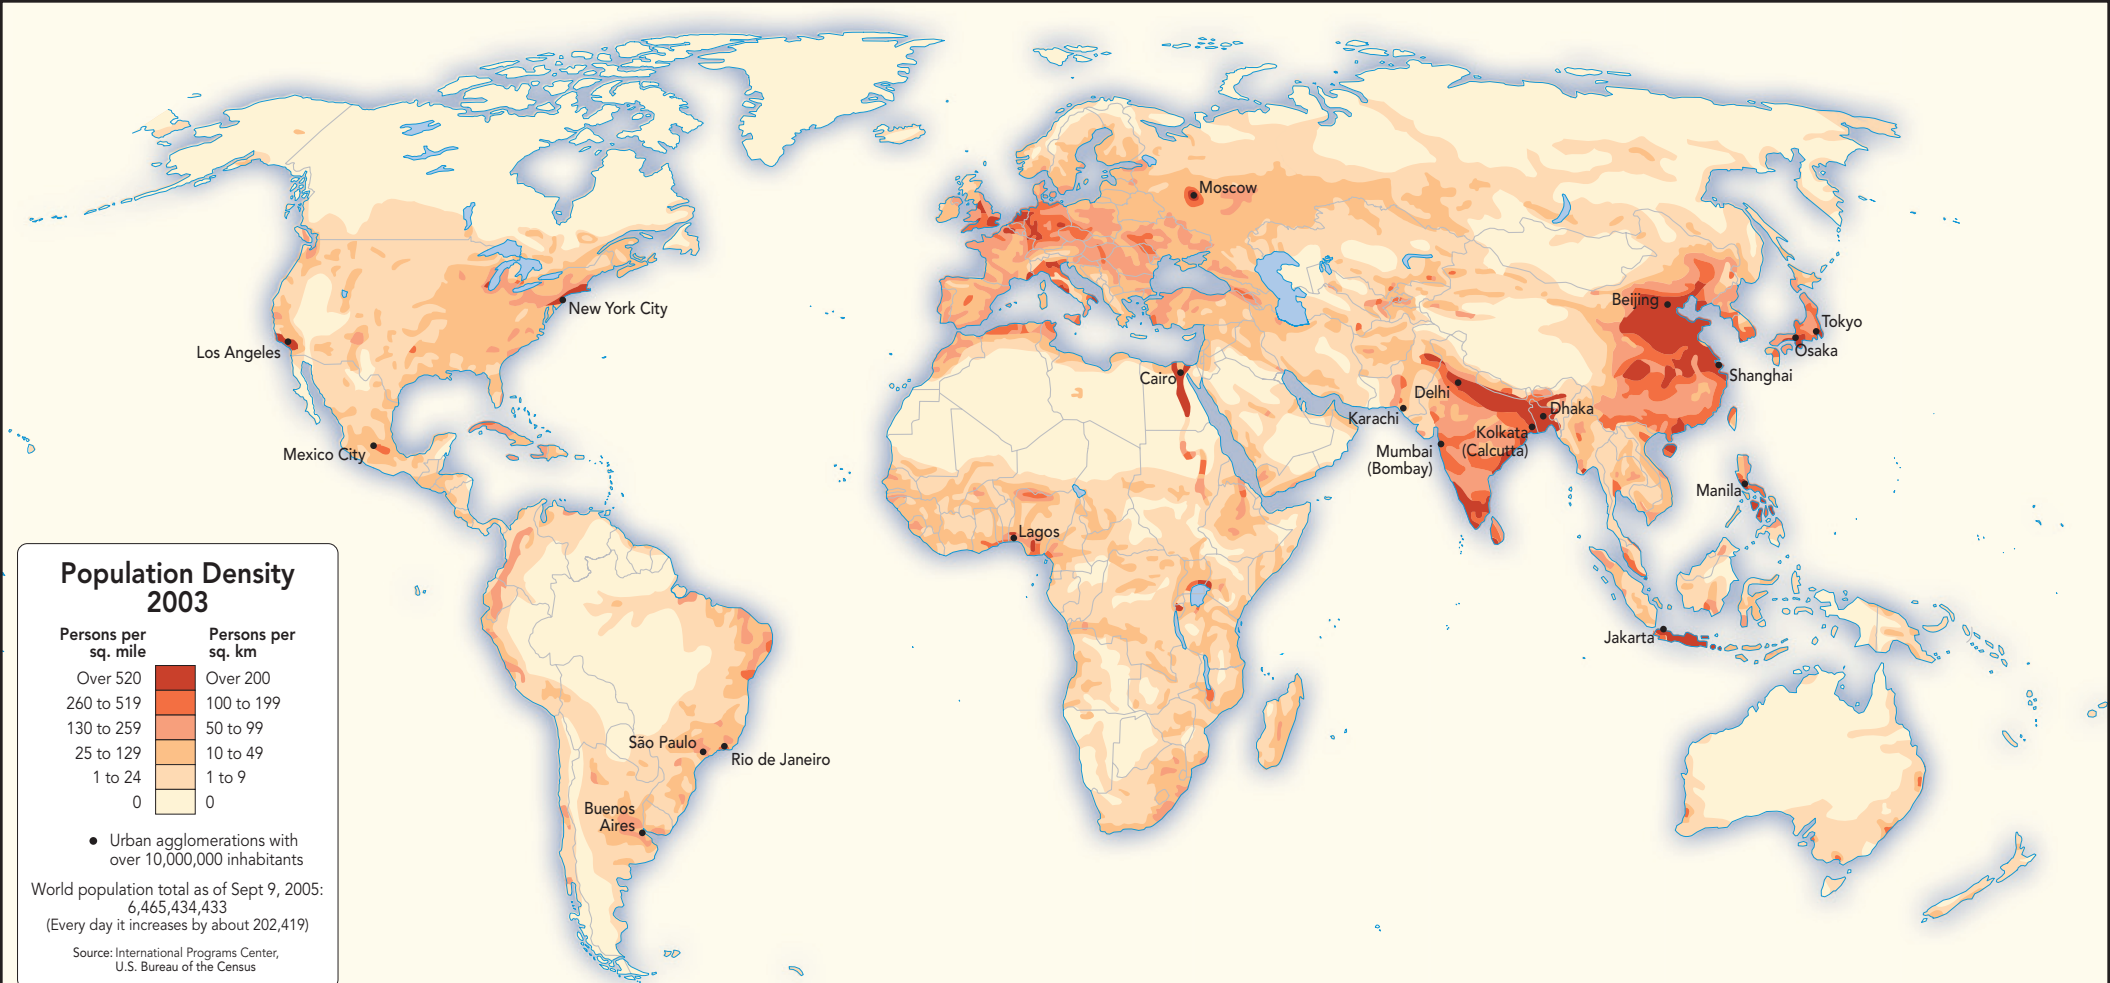 Moscow
New York City
Los Angeles
Mexico City
Cairo
Lagos
Karachi
Delhi
Mumbai
(Bombay)
Kolkata
(Calcutta)
Dhaka
Beijing
Tokyo
Osaka
Shanghai
Manila
Jakarta
São Paulo
Rio de Janeiro
Buenos
Aires
Population Density
2003
Persons per
sq. mile
Persons per
sq. km
Over 520 Over 200
260 to 519 100 to 199
130 to 259 50 to 99
25 to 129 10 to 49
1 to 24 1 to 9
0 0
Urban agglomerations with
over 10,000,000 inhabitants
World population total as of Sept 9, 2005:
6,465,434,433
(Every day it increases by about 202,419)
Source: International Programs Center,
U.S. Bureau of the Census